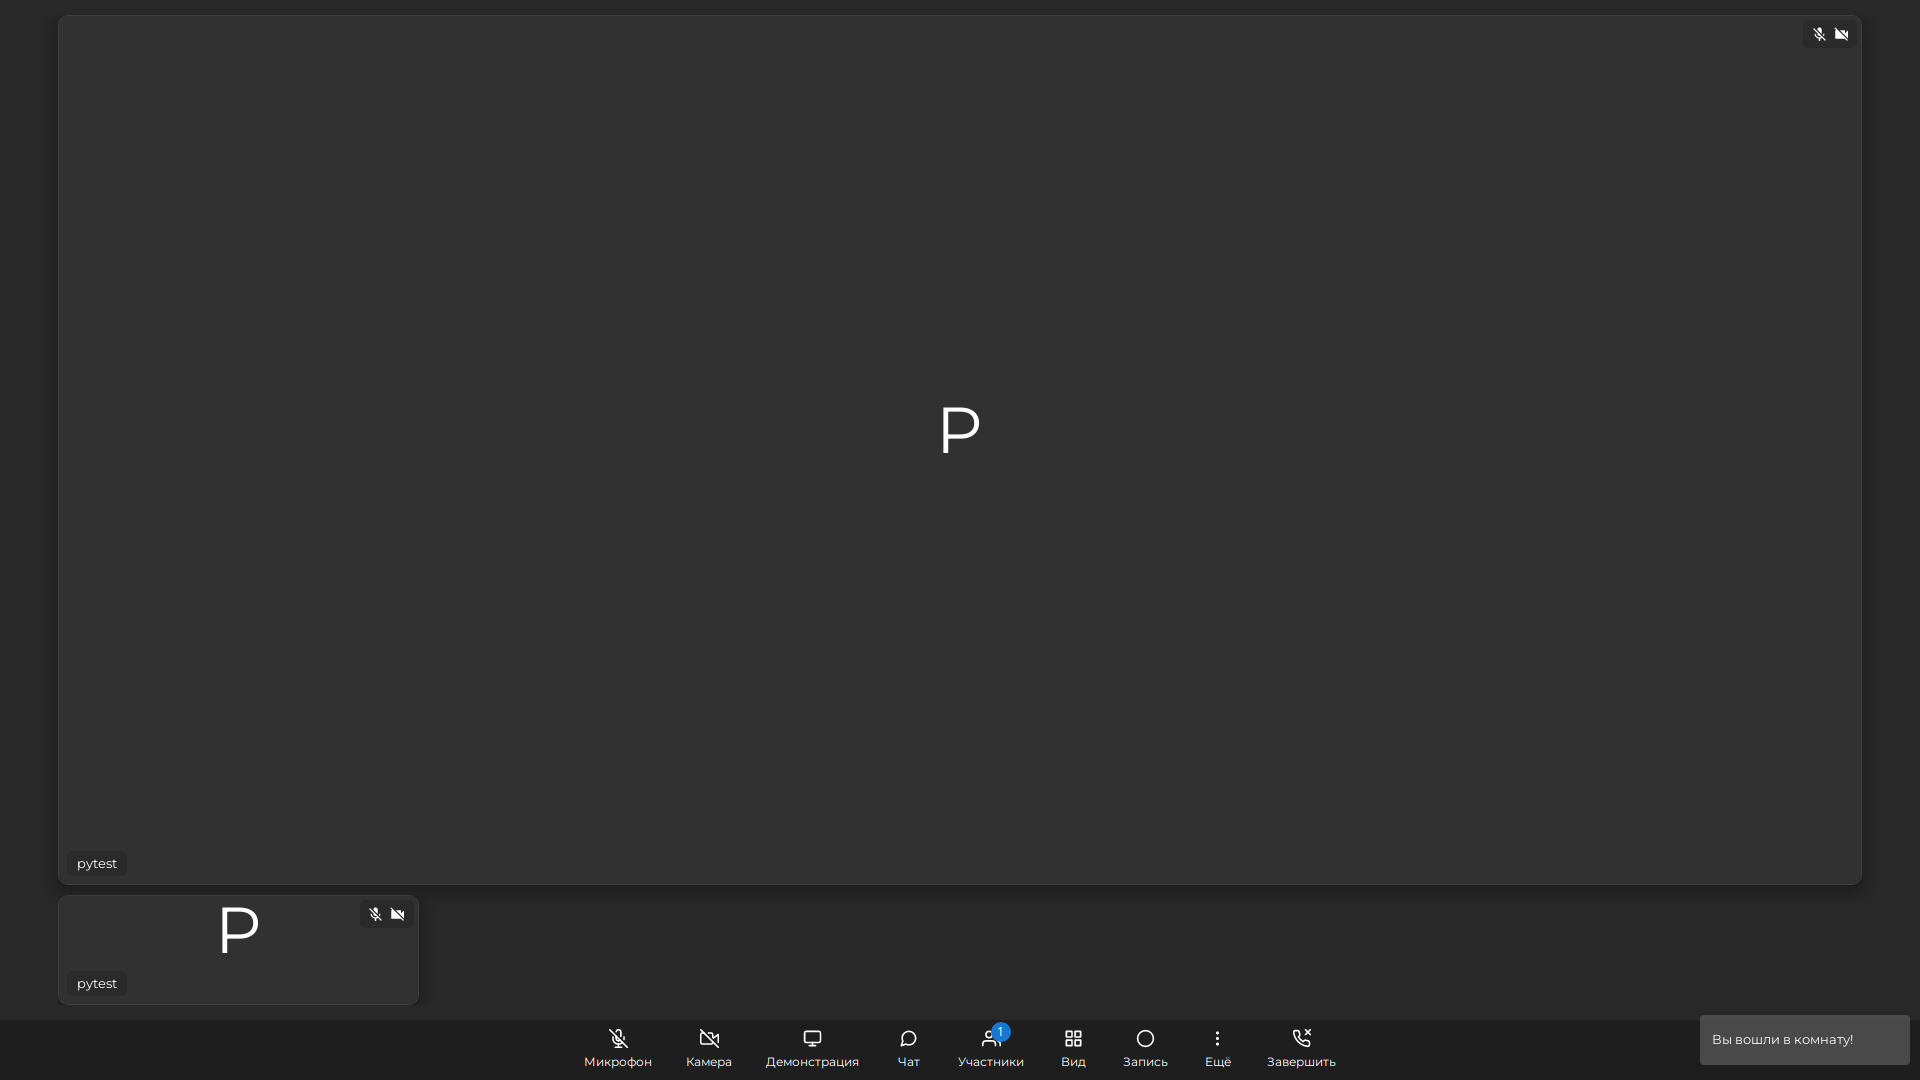 P
pytest
P
pytest
Микрофон
Камера
Демонстрация
Чат
1
Участники
Вид
Запись
Ещё
Завершить
Вы вошли в комнату!